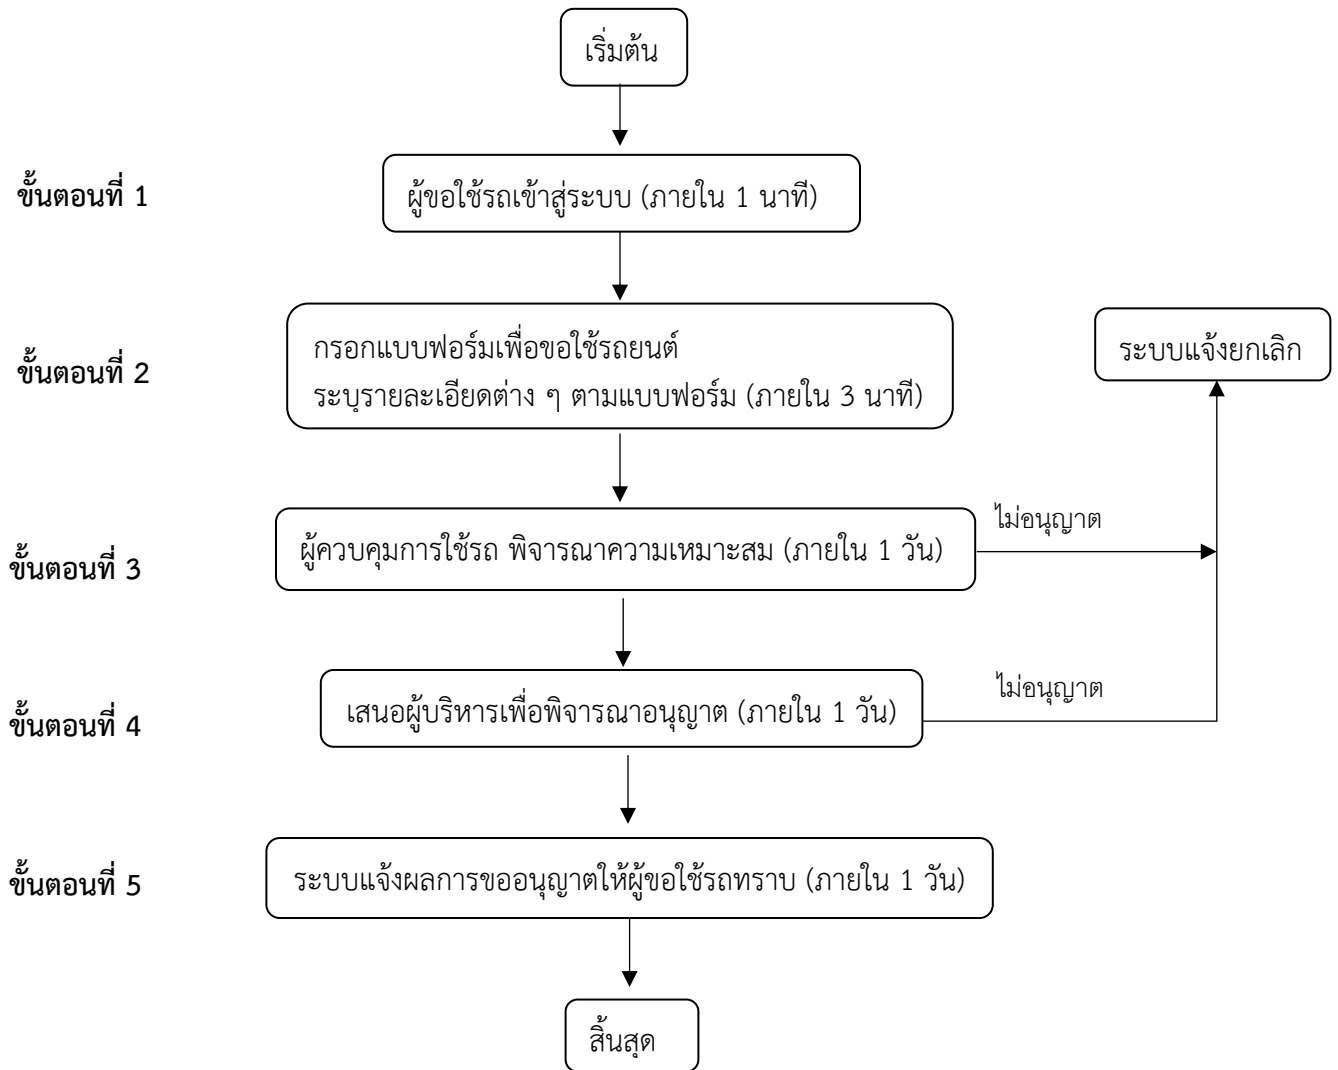 เริ่มต้น
ขั้นตอนที่ 1
ผู้ขอใช้รถเข้าสู่ระบบ (ภายใน 1 นาที)
ขั้นตอนที่ 2
กรอกแบบฟอร์มเพื่อขอใช้รถยนต์
ระบุรายละเอียดต่าง ๆ ตามแบบฟอร์ม (ภายใน 3 นาที)
ระบบแจ้งยกเลิก
ขั้นตอนที่ 3
ผู้ควบคุมการใช้รถ พิจารณาความเหมาะสม (ภายใน 1 วัน)
ไม่อนุญาต
ขั้นตอนที่ 4
เสนอผู้บริหารเพื่อพิจารณาอนุญาต (ภายใน 1 วัน)
ไม่อนุญาต
ขั้นตอนที่ 5
ระบบแจ้งผลการขออนุญาตให้ผู้ขอใช้รถทราบ (ภายใน 1 วัน)
สิ้นสุด